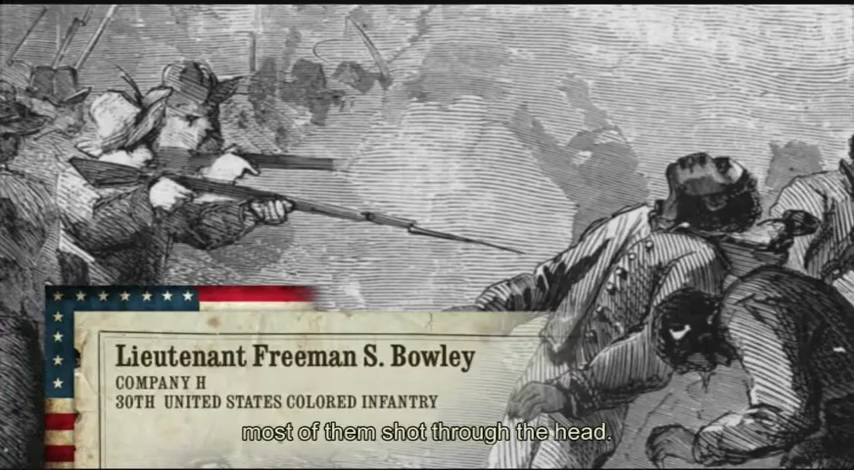 Lieutenant Freeman S. Bowley
COMPANY H
30TH UNITED STATES COLORED INFANTRY
most of them shot through the head.